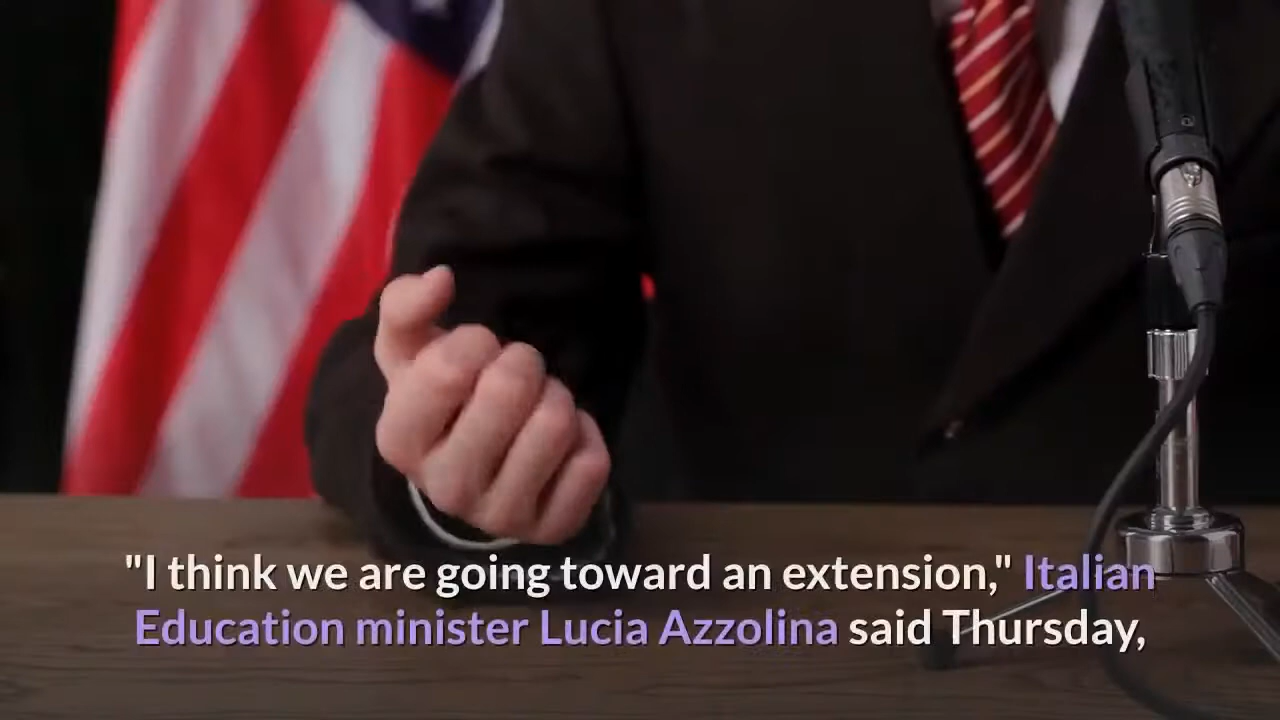 "I think we are going toward an extension," Italian
Education minister Lucia Azzolina said Thursday,